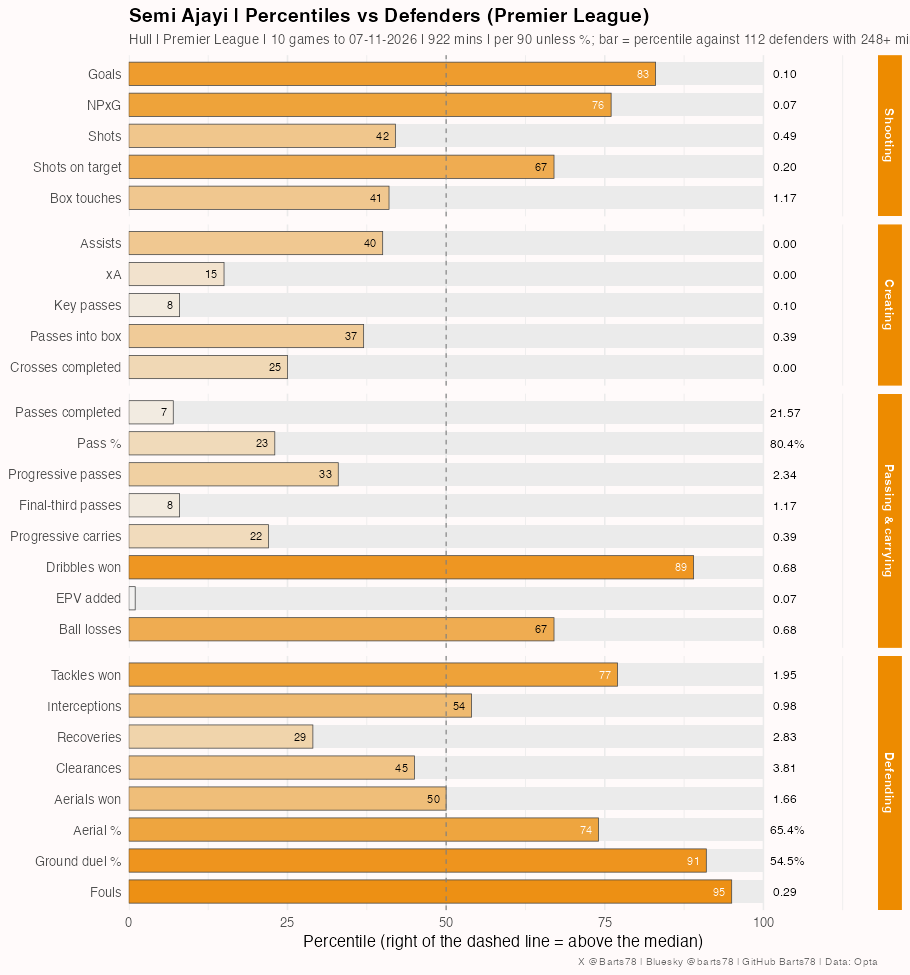 Semi Ajayi | Percentiles vs Defenders (Premier League)
Hull | Premier League | 10 games to 07-11-2026 | 922 mins | per 90 unless %; bar = percentile against 112 defenders with 248+ mi
Goals 83 0.10
NPxG 76 0.07
Shots 42 0.49
Shots on target 67 0.20
Box touches 41 1.17
Shooting
Assists 40 0.00
xA 15 0.00
Key passes 8 0.10
Passes into box 37 0.39
Crosses completed 25 0.00
Creating
Passes completed 7 21.57
Pass % 23 80.4%
Progressive passes 33 2.34
Final-third passes 8 1.17
Progressive carries 22 0.39
Dribbles won 89 0.68
EPV added 0.07
Ball losses 67 0.68
Passing & carrying
Tackles won 77 1.95
Interceptions 54 0.98
Recoveries 29 2.83
Clearances 45 3.81
Aerials won 50 1.66
Aerial % 74 65.4%
Ground duel % 91 54.5%
Fouls 95 0.29
Defending
0 25 50 75 100
Percentile (right of the dashed line = above the median)
X @Barts78 | Bluesky @barts78 | GitHub Barts78 | Data: Opta